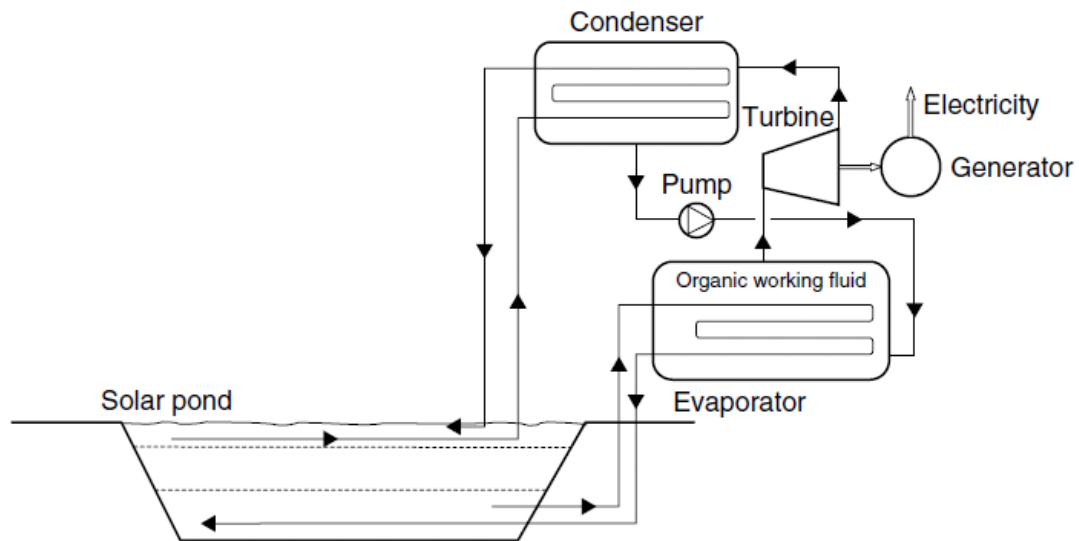 Condenser
Electricity
Turbine
Generator
Pump
Organic working fluid
Solar pond
Evaporator